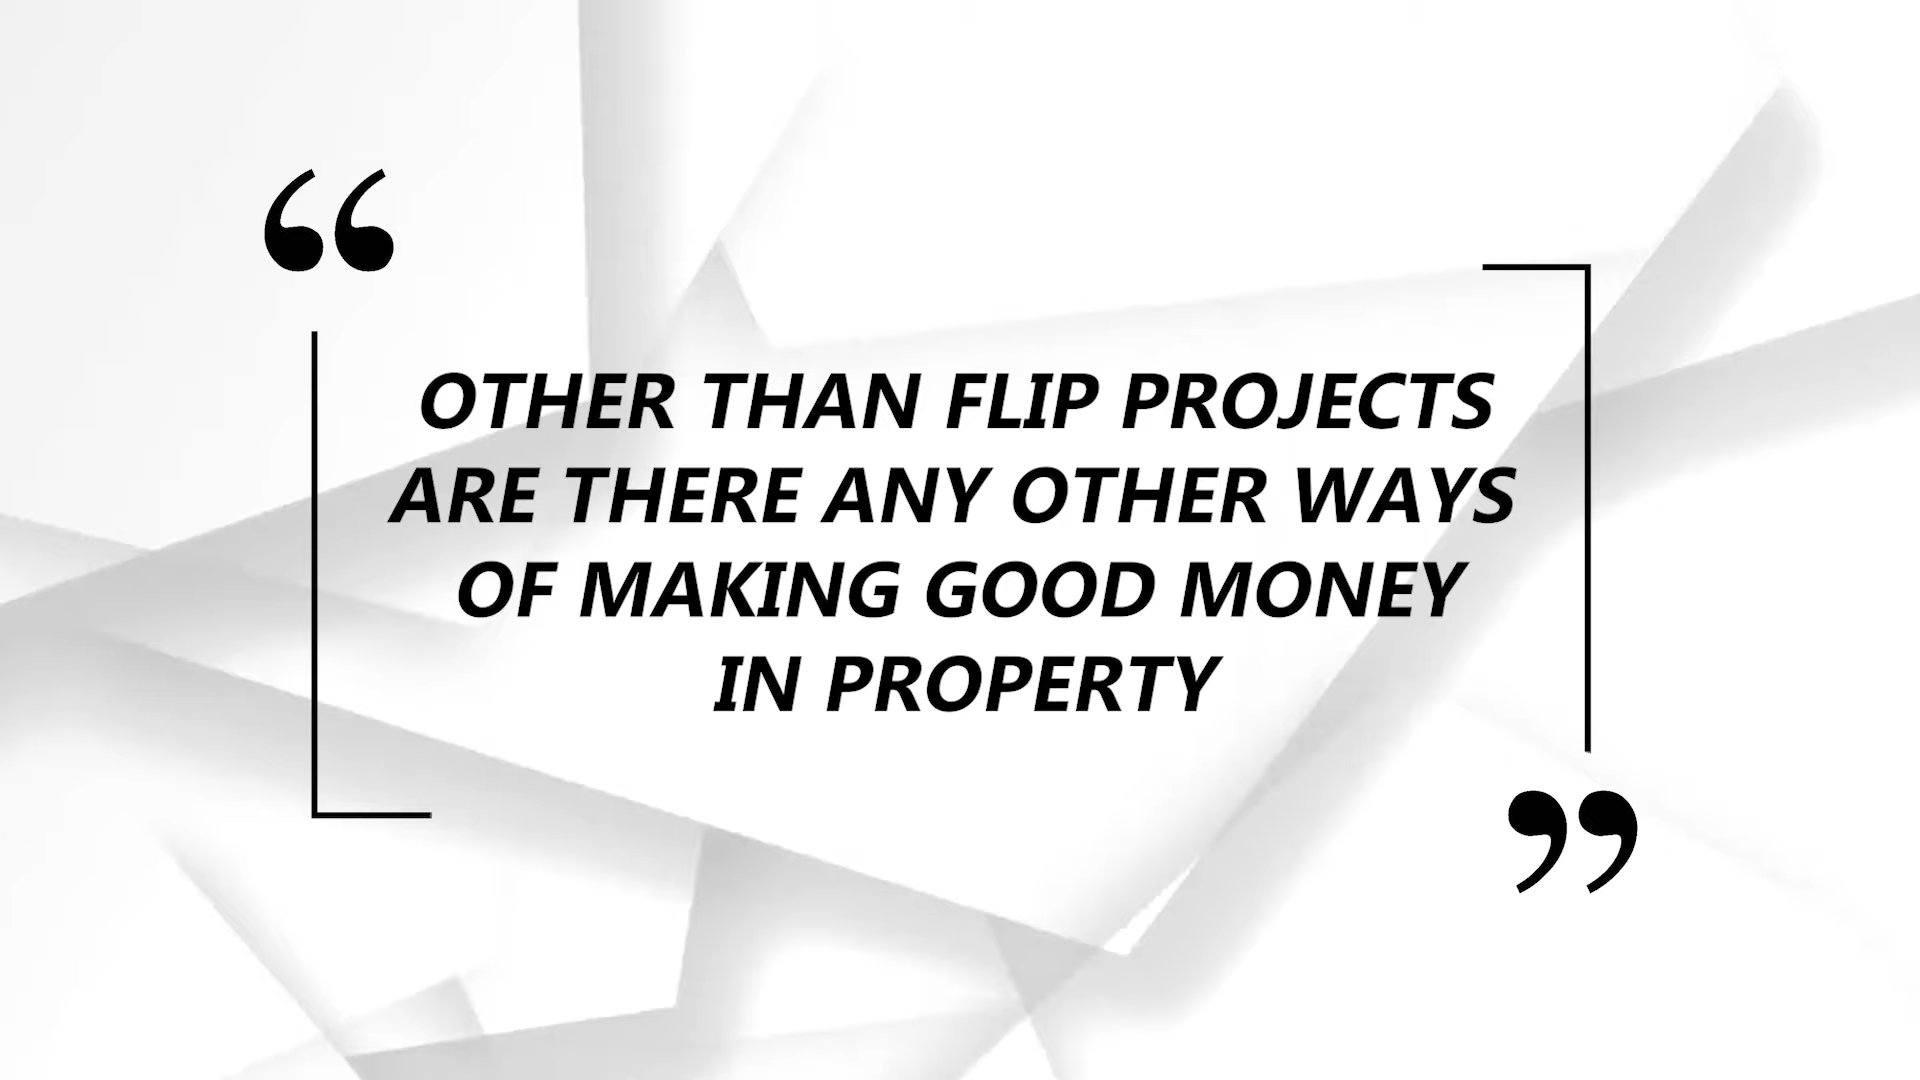 “
OTHER THAN FLIP PROJECTS
ARE THERE ANY OTHER WAYS
OF MAKING GOOD MONEY
IN PROPERTY
”